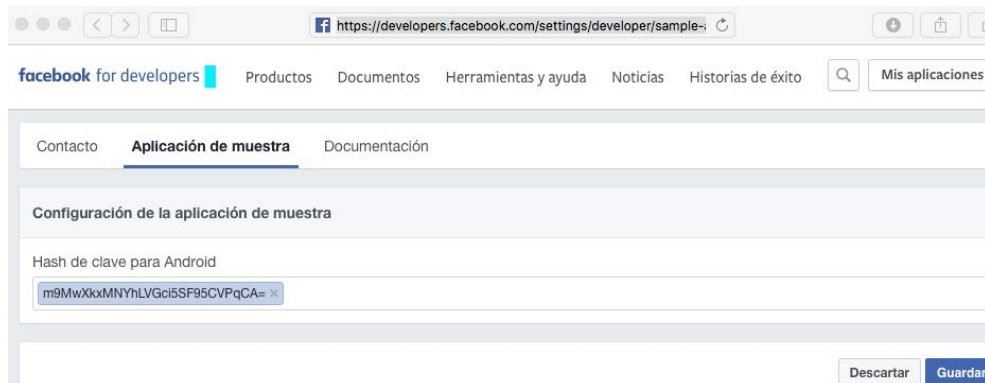 https://developers.facebook.com/settings/developer/sample-
facebook for developers Productos Documentos Herramientas y ayuda Noticias Historias de éxito Mis aplicaciones
Contacto Aplicación de muestra Documentación
Configuración de la aplicación de muestra
Hash de clave para Android
m9MwXkxMNYhLVGci5SF95CVPqCA= ×
Descartar Guardar